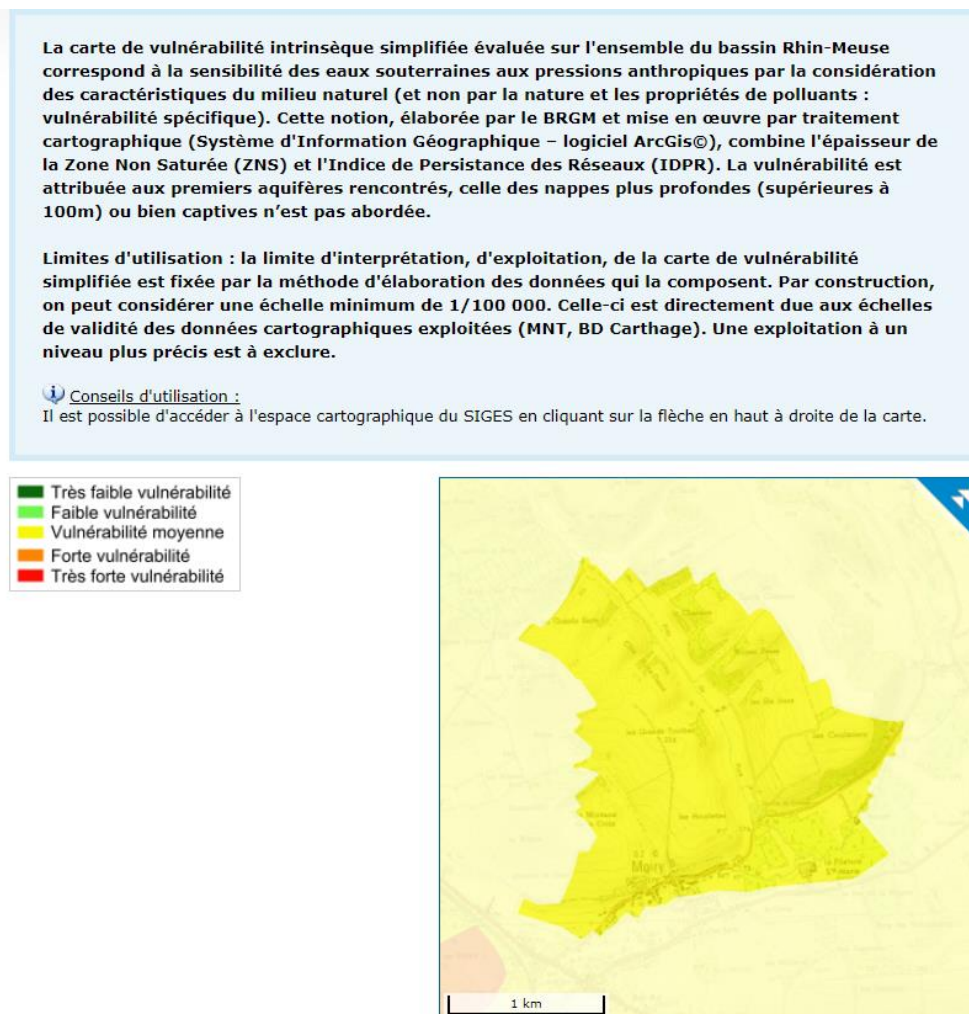 La carte de vulnérabilité intrinsèque simplifiée évaluée sur l'ensemble du bassin Rhin-Meuse
correspond à la sensibilité des eaux souterraines aux pressions anthropiques par la considération
des caractéristiques du milieu naturel (et non par la nature et les propriétés de polluants :
vulnérabilité spécifique). Cette notion, élaborée par le BRGM et mise en œuvre par traitement
cartographique (Système d'Information Géographique – logiciel ArcGis©), combine l'épaisseur de
la Zone Non Saturée (ZNS) et l'Indice de Persistance des Réseaux (IDPR). La vulnérabilité est
attribuée aux premiers aquifères rencontrés, celle des nappes plus profondes (supérieures à
100m) ou bien captives n’est pas abordée.
Limites d'utilisation : la limite d'interprétation, d'exploitation, de la carte de vulnérabilité
simplifiée est fixée par la méthode d'élaboration des données qui la composent. Par construction,
on peut considérer une échelle minimum de 1/100 000. Celle-ci est directement due aux échelles
de validité des données cartographiques exploitées (MNT, BD Carthage). Une exploitation à un
niveau plus précis est à exclure.
Conseils d'utilisation :
Il est possible d'accéder à l'espace cartographique du SIGES en cliquant sur la flèche en haut à droite de la carte.
Très faible vulnérabilité
Faible vulnérabilité
Vulnérabilité moyenne
Forte vulnérabilité
Très forte vulnérabilité
Moiry
1 km